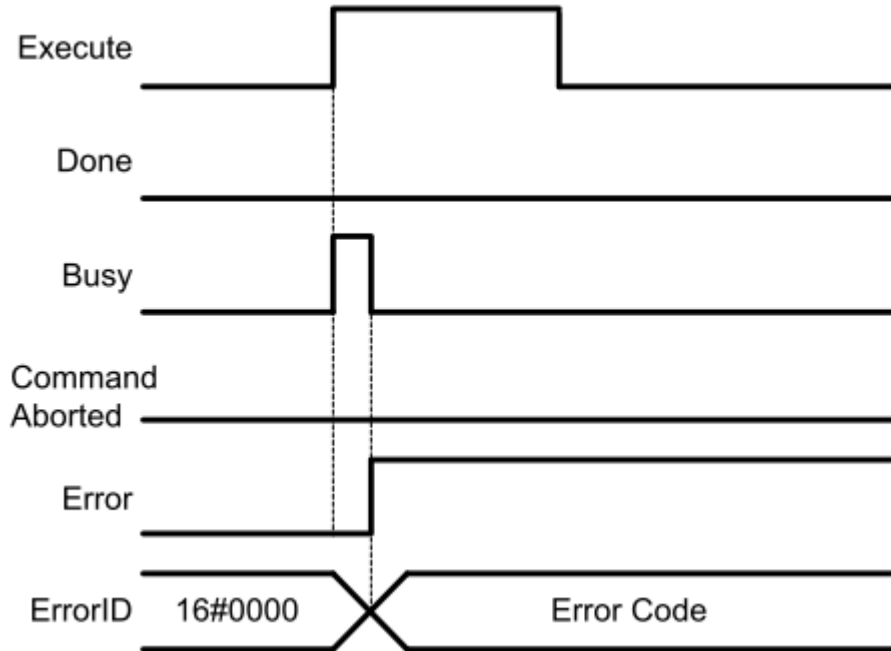 Execute
Done
Busy
Command
Aborted
Error
ErrorID 16#0000 Error Code